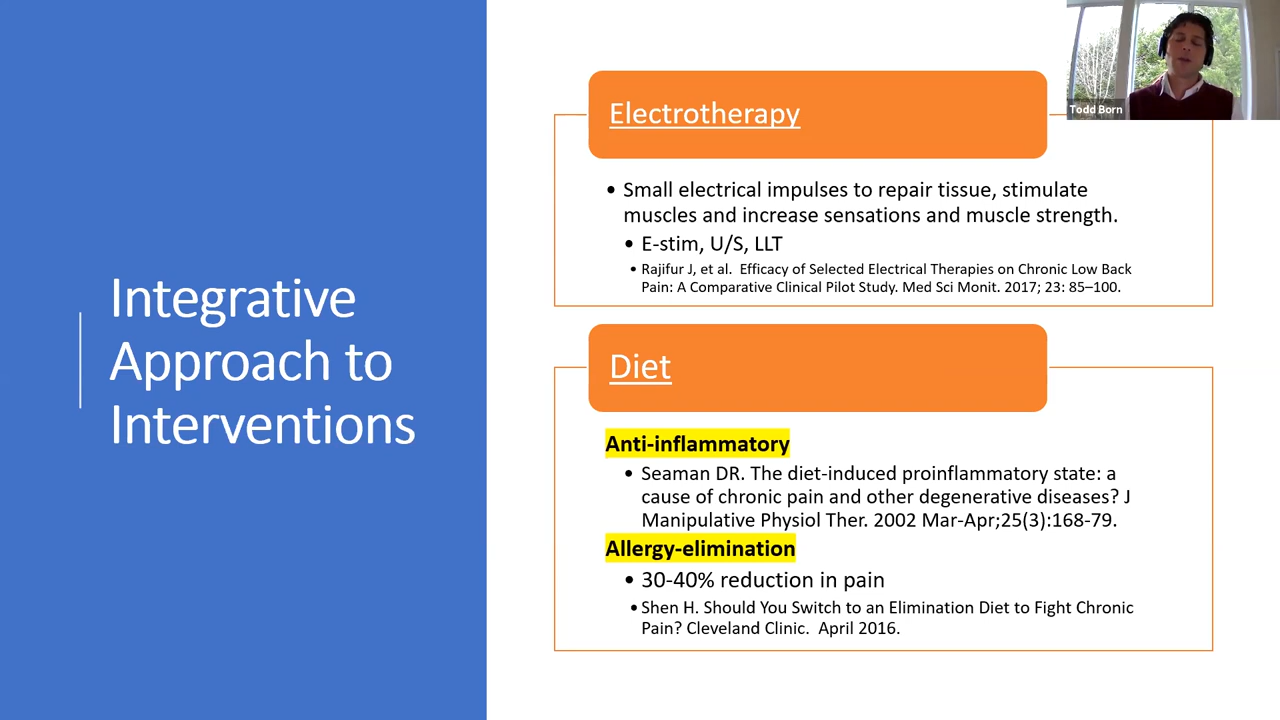 Integrative
Approach to
Interventions
Electrotherapy
• Small electrical impulses to repair tissue, stimulate
muscles and increase sensations and muscle strength.
• E-stim, U/S, LLT
• Rajifur J, et al.  Efficacy of Selected Electrical Therapies on Chronic Low Back
Pain: A Comparative Clinical Pilot Study. Med Sci Monit. 2017; 23: 85–100.
Diet
Anti-inflammatory
• Seaman DR. The diet-induced proinflammatory state: a
cause of chronic pain and other degenerative diseases? J
Manipulative Physiol Ther. 2002 Mar-Apr;25(3):168-79.
Allergy-elimination
• 30-40% reduction in pain
• Shen H. Should You Switch to an Elimination Diet to Fight Chronic
Pain? Cleveland Clinic.  April 2016.
Todd Born